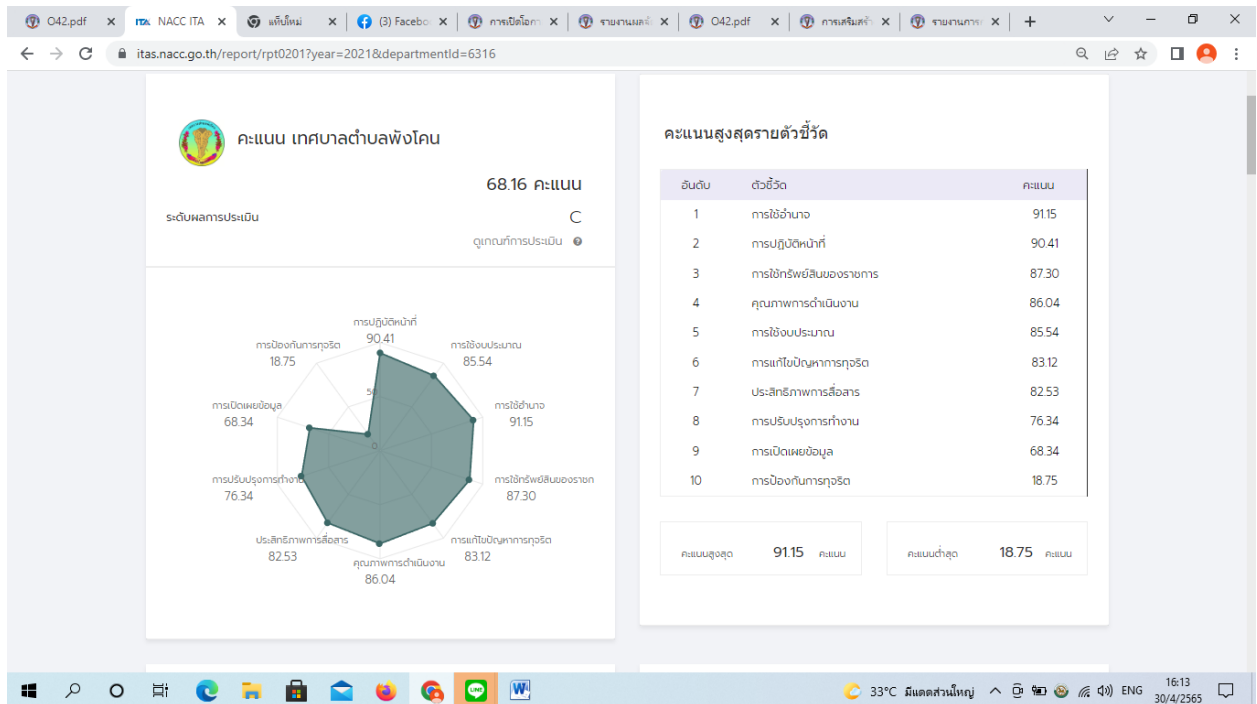 O42.pdf
NACC ITA
แท็บใหม่
(3) Facebo
การเปิดโอกา
รายงานผลก
O42.pdf
การเสริมสร้า
รายงานการ
itas.nacc.go.th/report/rpt0201?year=2021&departmentId=6316
คะแนน เทศบาลตำบลพังโคน
68.16 คะแนน
ระดับผลการประเมิน C
ดูเกณฑ์การประเมิน
การปฏิบัติหน้าที่
90.41
การป้องกันการทุจริต
18.75
การใช้งบประมาณ
85.54
50
การเปิดเผยข้อมูล
68.34
การใช้อำนาจ
91.15
0
การปรับปรุงการทำงาน
76.34
การใช้ทรัพย์สินของราชก
87.30
ประสิทธิภาพการสื่อสาร
82.53
การแก้ไขปัญหาการทุจริต
83.12
คุณภาพการดำเนินงาน
86.04
คะแนนสูงสุดรายตัวชี้วัด
อันดับ ตัวชี้วัด คะแนน
1 การใช้อำนาจ 91.15
2 การปฏิบัติหน้าที่ 90.41
3 การใช้ทรัพย์สินของราชการ 87.30
4 คุณภาพการดำเนินงาน 86.04
5 การใช้งบประมาณ 85.54
6 การแก้ไขปัญหาการทุจริต 83.12
7 ประสิทธิภาพการสื่อสาร 82.53
8 การปรับปรุงการทำงาน 76.34
9 การเปิดเผยข้อมูล 68.34
10 การป้องกันการทุจริต 18.75
คะแนนสูงสุด 91.15 คะแนน
คะแนนต่ำสุด 18.75 คะแนน
33°C มีแดดส่วนใหญ่
ENG
16:13
30/4/2565